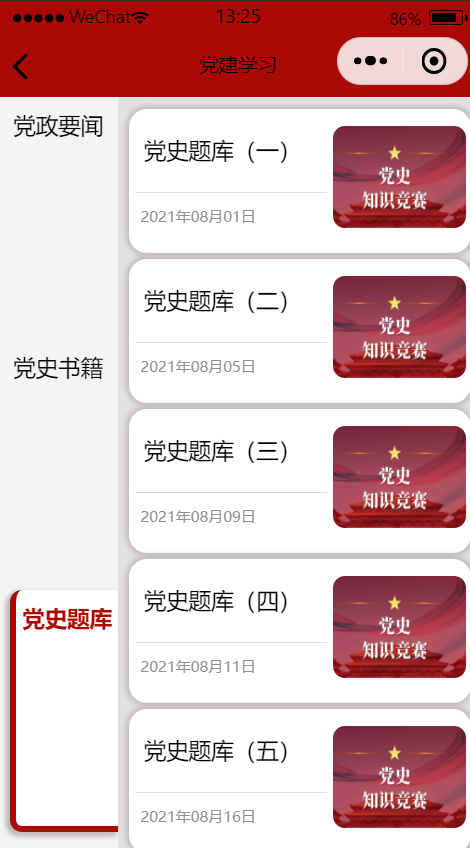 ●●●●● WeChat 13:25 86%
党建学习
党政要闻
党史书籍
党史题库
党史题库（一）
2021年08月01日
党史
知识竞赛
党史题库（二）
2021年08月05日
党史
知识竞赛
党史题库（三）
2021年08月09日
党史
知识竞赛
党史题库（四）
2021年08月11日
党史
知识竞赛
党史题库（五）
2021年08月16日
党史
知识竞赛